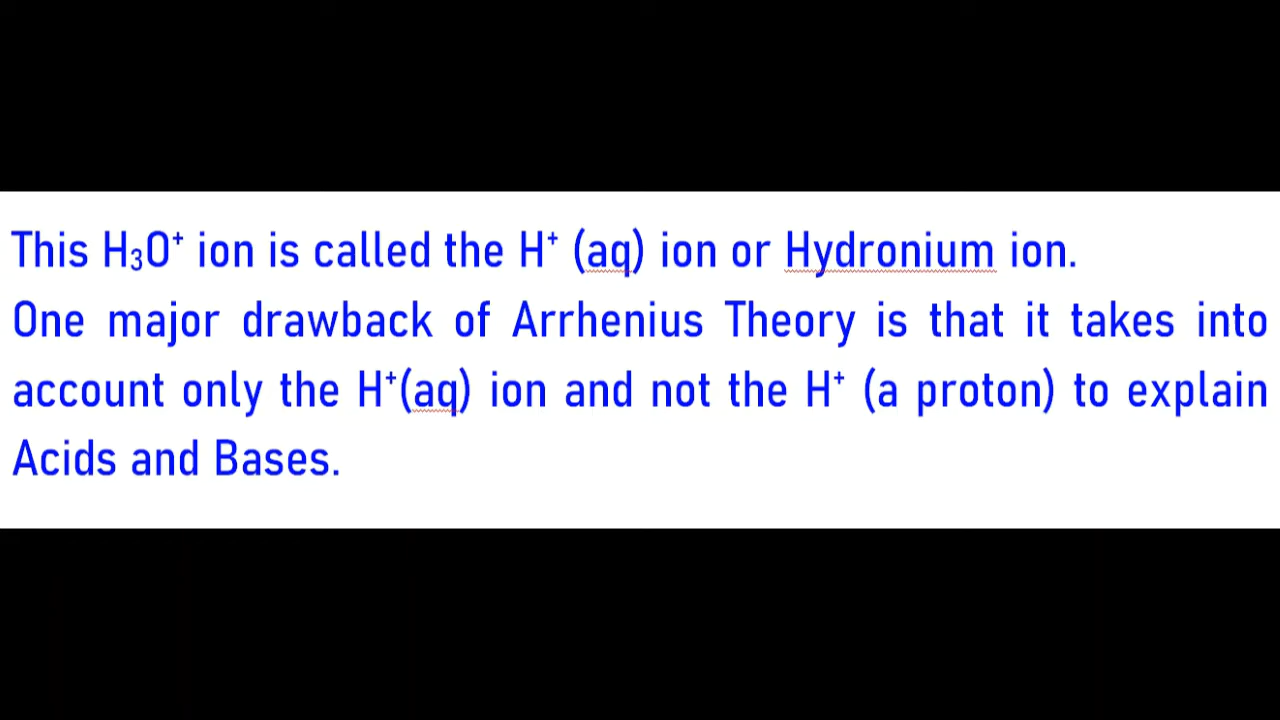 This H₃O⁺ ion is called the H⁺ (aq) ion or Hydronium ion.
One major drawback of Arrhenius Theory is that it takes into
account only the H⁺(aq) ion and not the H⁺ (a proton) to explain
Acids and Bases.